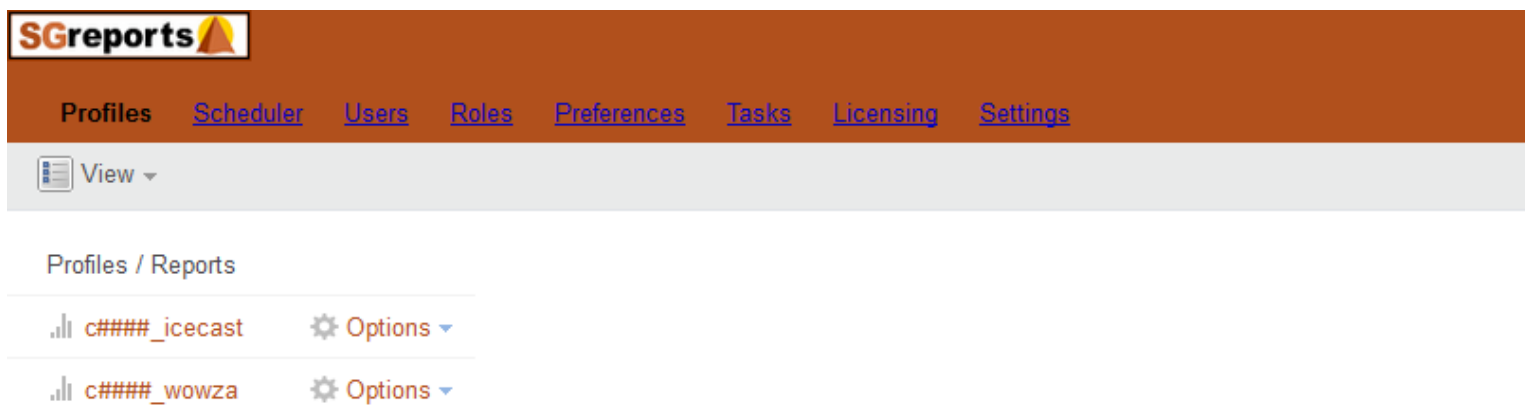 SGreports
Profiles Scheduler Users Roles Preferences Tasks Licensing Settings
View
Profiles / Reports
c####_icecast Options
c####_wowza Options